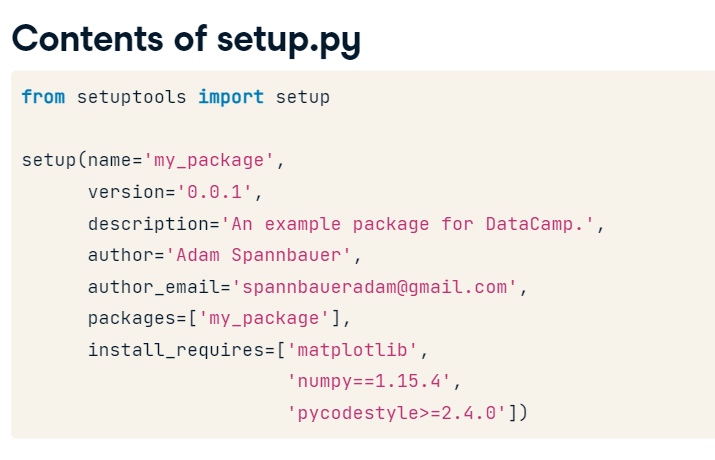 Contents of setup.py
from setuptools import setup
setup(name='my_package',
version='0.0.1',
description='An example package for DataCamp.',
author='Adam Spannbauer',
author_email='spannbaueradam@gmail.com',
packages=['my_package'],
install_requires=['matplotlib',
'numpy==1.15.4',
'pycodestyle>=2.4.0'])